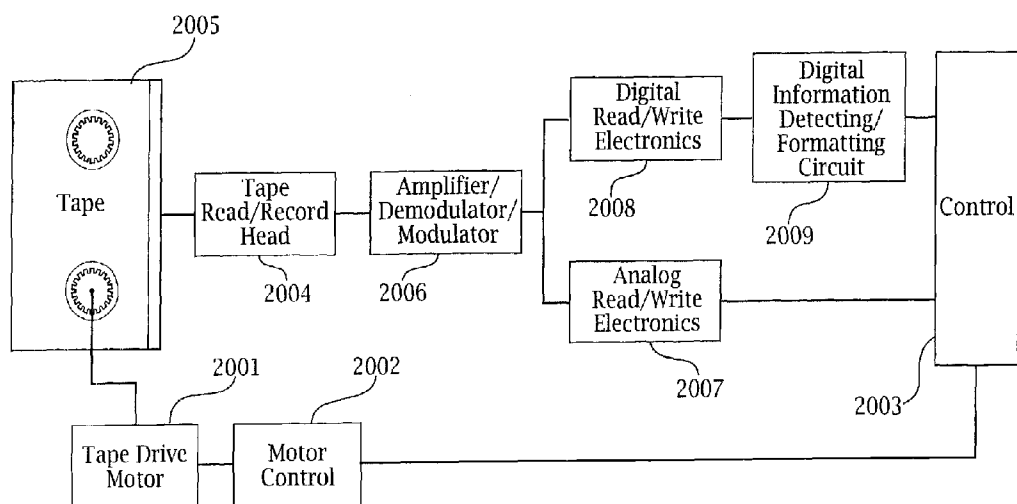 2005
Tape
Tape
Read/Record
Head
2004
Amplifier/
Demodulator/
Modulator
2006
Digital
Read/Write
Electronics
2008
Digital
Information
Detecting/
Formatting
Circuit
2009
Analog
Read/Write
Electronics
2007
Control
2003
2001
Tape Drive
Motor
2002
Motor
Control